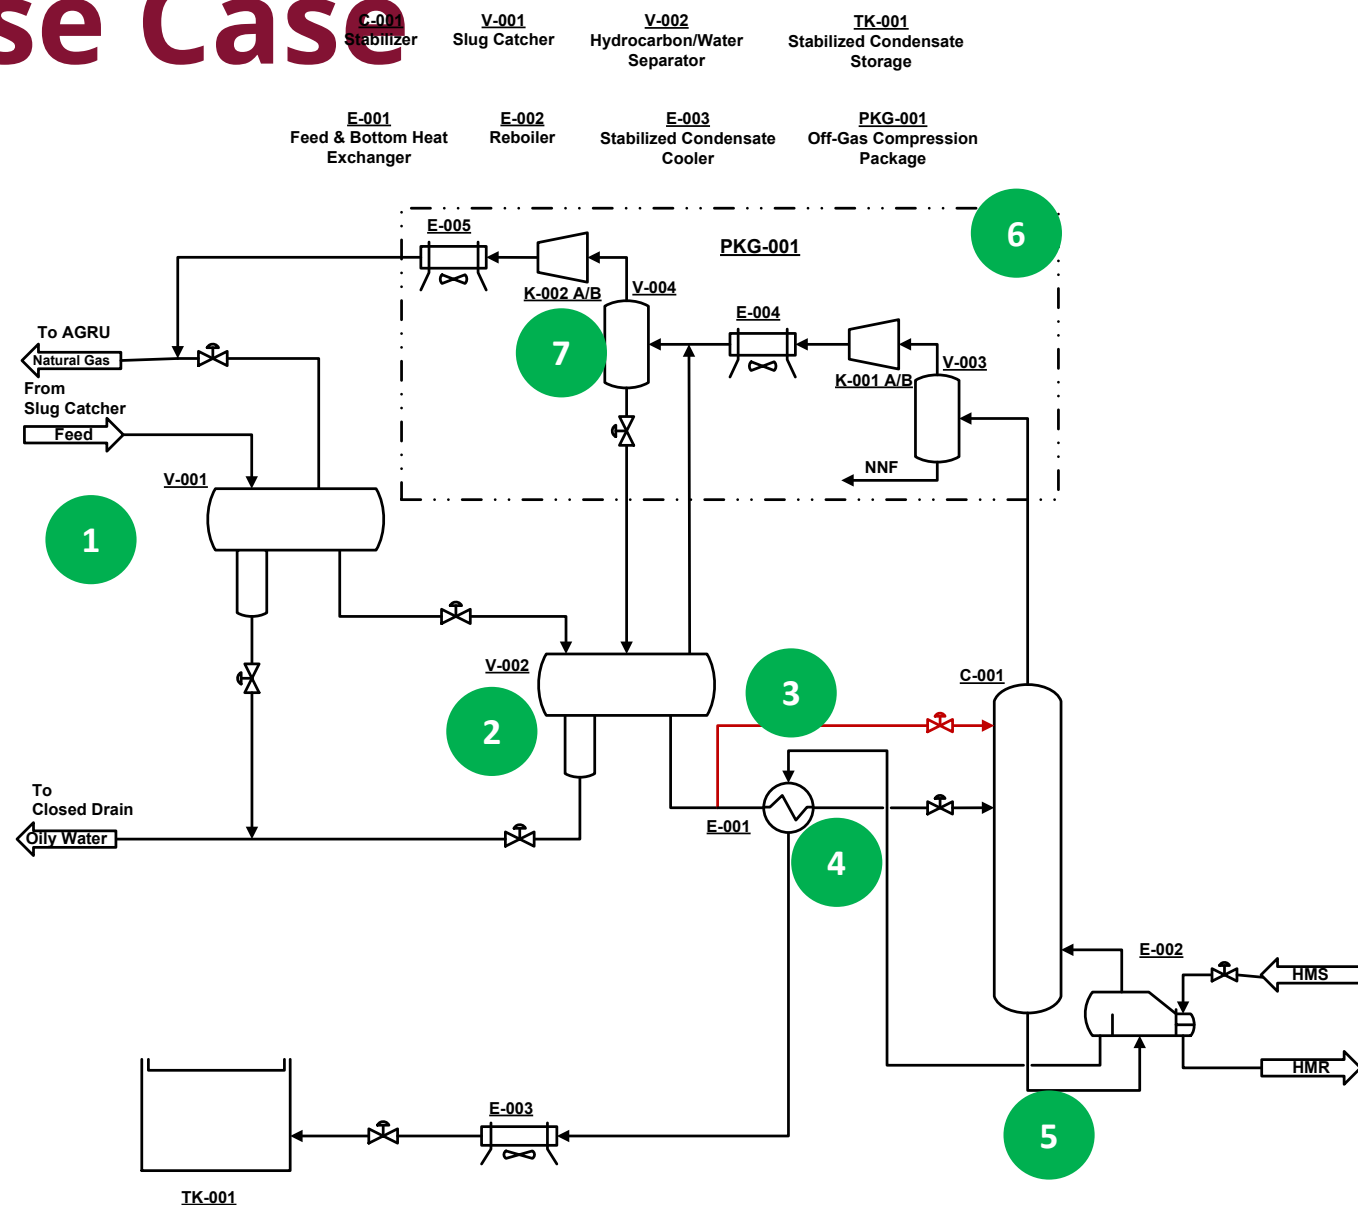 se Case
C-001
Stabilizer
V-001
Slug Catcher
V-002
Hydrocarbon/Water
Separator
TK-001
Stabilized Condensate
Storage
E-001
Feed & Bottom Heat
Exchanger
E-002
Reboiler
E-003
Stabilized Condensate
Cooler
PKG-001
Off-Gas Compression
Package
6
E-005
PKG-001
K-002 A/B
V-004
E-004
7
K-001 A/B
V-003
To AGRU
Natural Gas
From
Slug Catcher
Feed
NNF
V-001
1
V-002
2
3
C-001
To
Closed Drain
Oily Water
E-001
4
E-002
HMS
HMR
E-003
5
TK-001